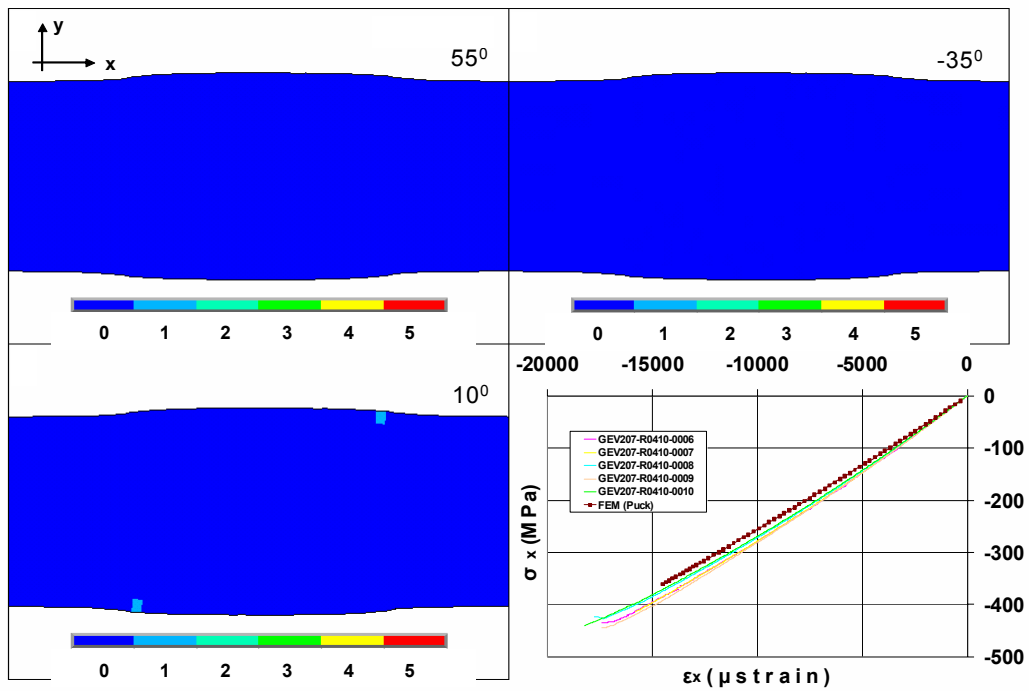 y
x
55⁰
-35⁰
0 1 2 3 4 5
0 1 2 3 4 5
10⁰
0 1 2 3 4 5
-20000 -15000 -10000 -5000 0
0
-100
-200
-300
-400
-500
GEV207-R0410-0006
GEV207-R0410-0007
GEV207-R0410-0008
GEV207-R0410-0009
GEV207-R0410-0010
FEM (Puck)
σ x (MPa)
εx ( μ s t r a i n )